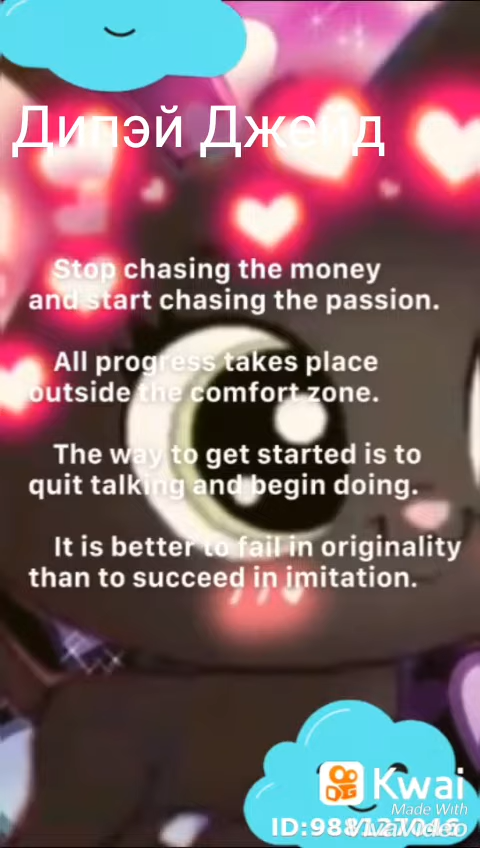 Дипэй Джейд
Stop chasing the money
and start chasing the passion.
All progress takes place
outside the comfort zone.
The way to get started is to
quit talking and begin doing.
It is better to fail in originality
than to succeed in imitation.
Kwai
Made With
VivaVideo